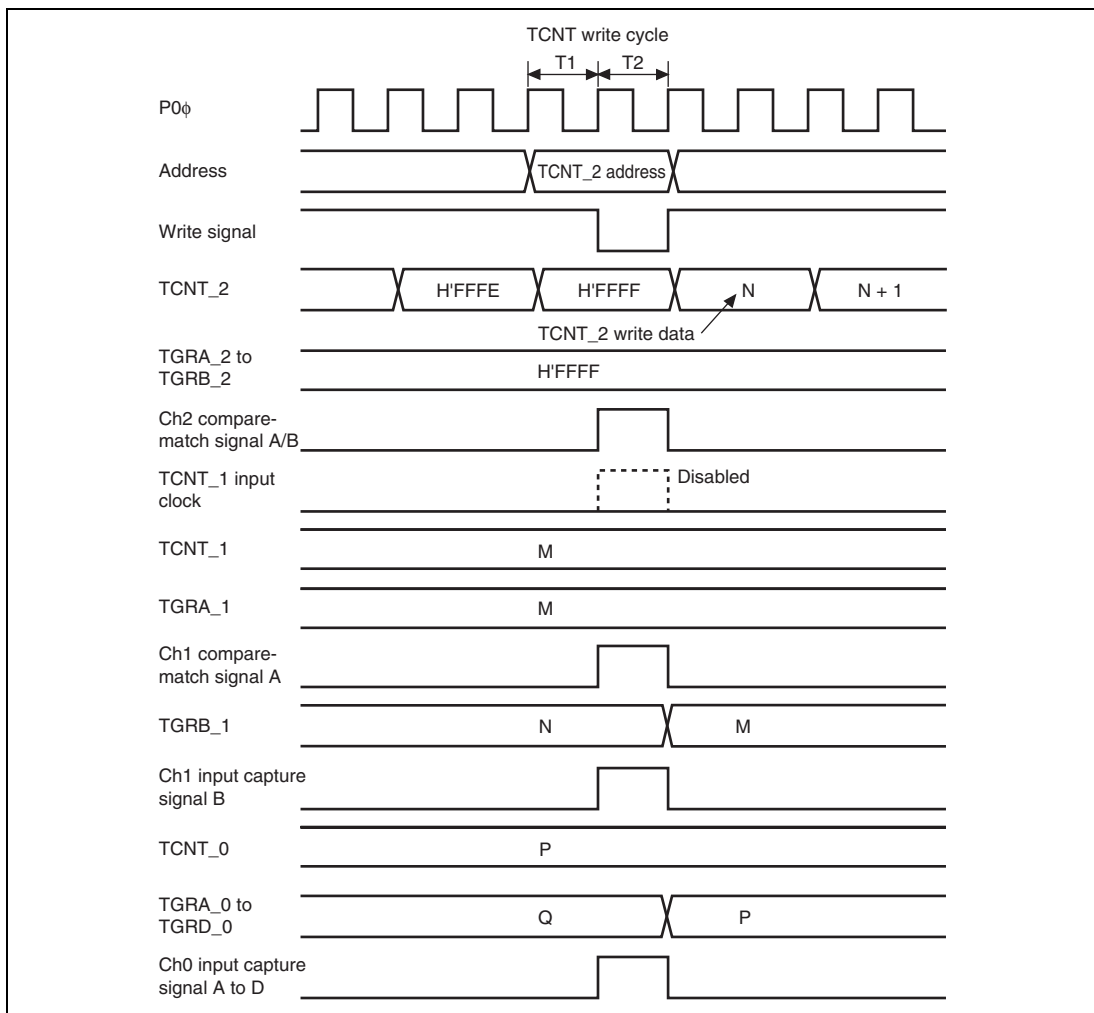 TCNT write cycle
T1 T2
P0ϕ
Address
TCNT_2 address
Write signal
TCNT_2
H'FFFE H'FFFF N N + 1
TCNT_2 write data
TGRA_2 to
TGRB_2
H'FFFF
Ch2 compare-
match signal A/B
TCNT_1 input
clock
Disabled
TCNT_1
M
TGRA_1
M
Ch1 compare-
match signal A
TGRB_1
N M
Ch1 input capture
signal B
TCNT_0
P
TGRA_0 to
TGRD_0
Q P
Ch0 input capture
signal A to D